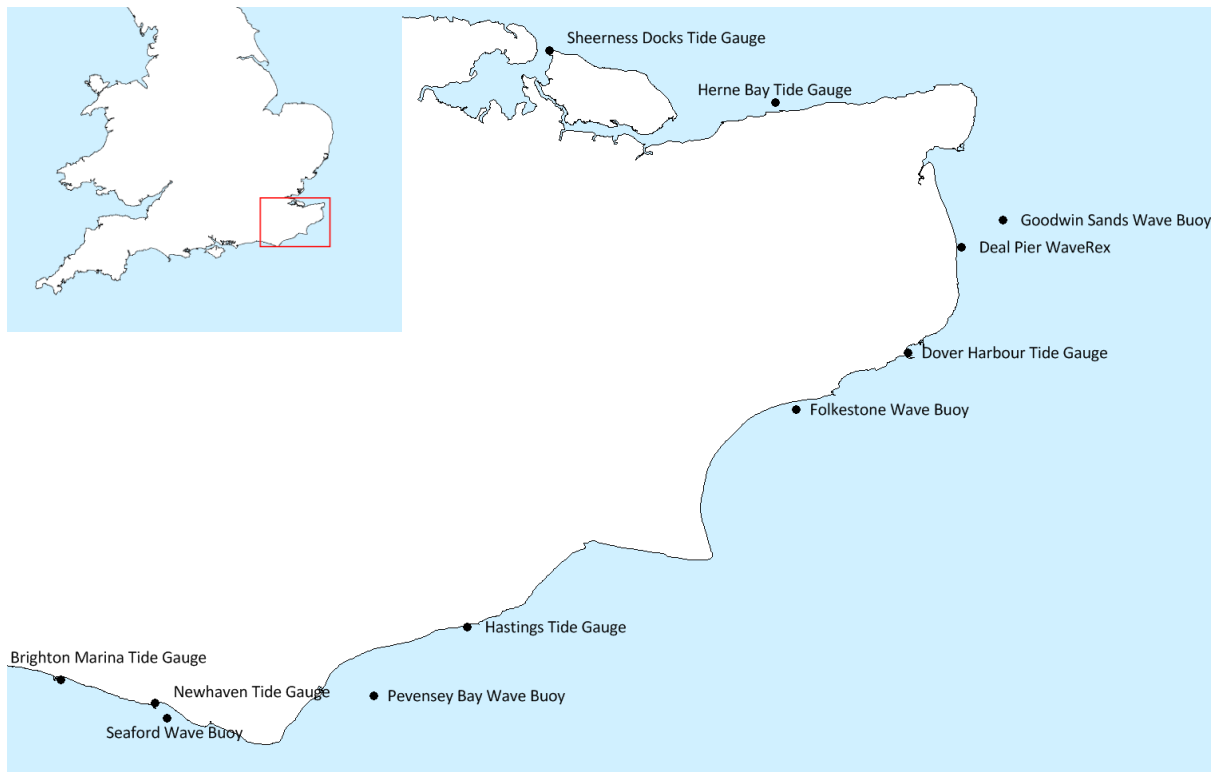 Sheerness Docks Tide Gauge
Herne Bay Tide Gauge
Goodwin Sands Wave Buoy
Deal Pier WaveRex
Dover Harbour Tide Gauge
Folkestone Wave Buoy
Hastings Tide Gauge
Brighton Marina Tide Gauge
Newhaven Tide Gauge
Pevensey Bay Wave Buoy
Seaford Wave Buoy